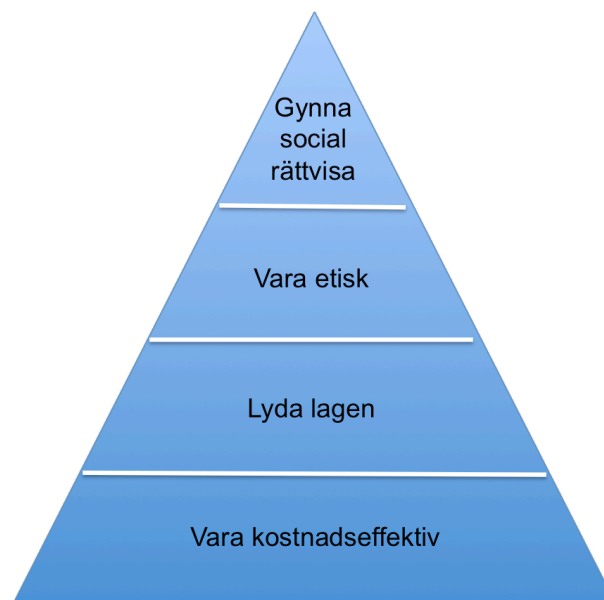 Gynna
social
rättvisa
Vara etisk
Lyda lagen
Vara kostnadseffektiv